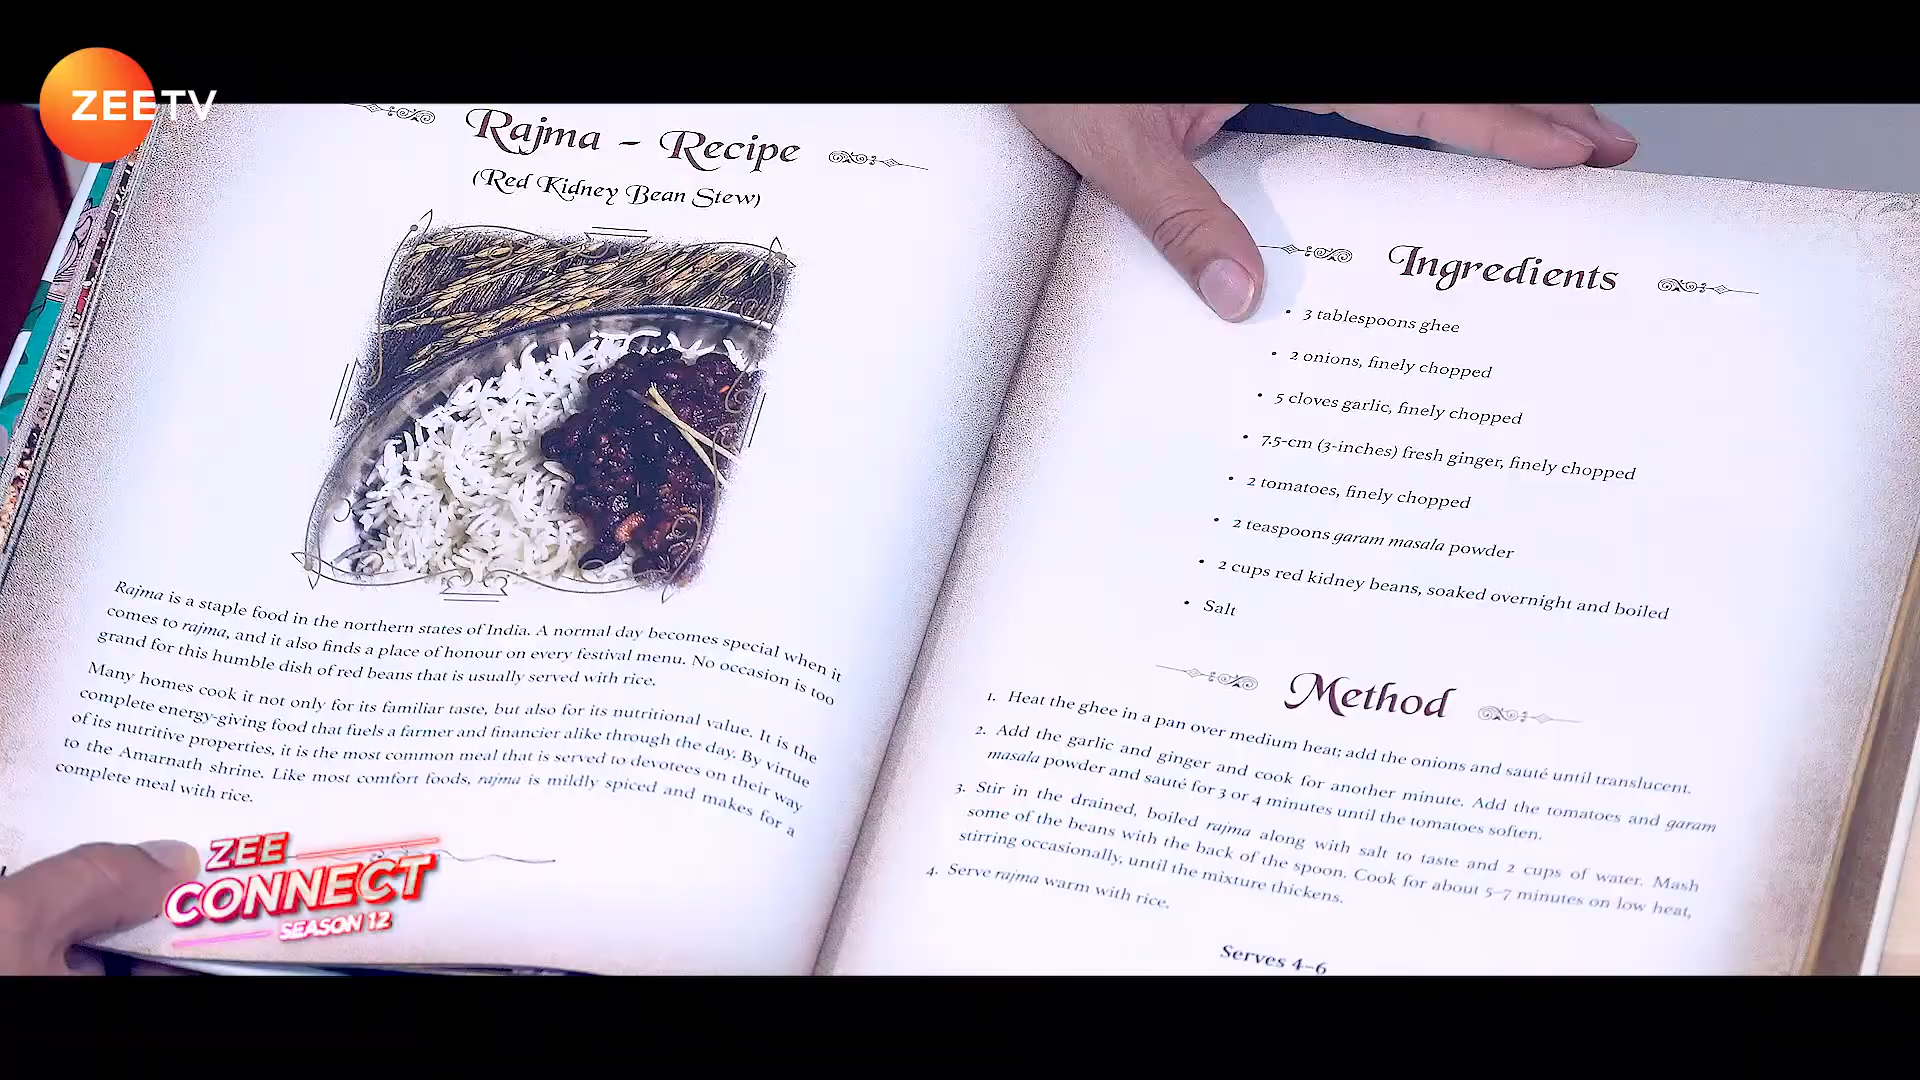 ZEE TV
Rajma – Recipe
(Red Kidney Bean Stew)
Rajma is a staple food in the northern states of India. A normal day becomes special when it
comes to rajma, and it also finds a place of honour on every festival menu. No occasion is too
grand for this humble dish of red beans that is usually served with rice.
Many homes cook it not only for its familiar taste, but also for its nutritional value. It is the
complete energy-giving food that fuels a farmer and financier alike through the day. By virtue
of its nutritive properties, it is the most common meal that is served to devotees on their way
to the Amarnath shrine. Like most comfort foods, rajma is mildly spiced and makes for a
complete meal with rice.
ZEE
CONNECT
SEASON 12
Ingredients
• 3 tablespoons ghee
• 2 onions, finely chopped
• 5 cloves garlic, finely chopped
• 7.5-cm (3-inches) fresh ginger, finely chopped
• 2 tomatoes, finely chopped
• 2 teaspoons garam masala powder
• 2 cups red kidney beans, soaked overnight and boiled
• Salt
Method
1. Heat the ghee in a pan over medium heat; add the onions and sauté until translucent.
2. Add the garlic and ginger and cook for another minute. Add the tomatoes and garam
masala powder and sauté for 3 or 4 minutes until the tomatoes soften.
3. Stir in the drained, boiled rajma along with salt to taste and 2 cups of water. Mash
some of the beans with the back of the spoon. Cook for about 5–7 minutes on low heat,
stirring occasionally, until the mixture thickens.
4. Serve rajma warm with rice.
Serves 4–6